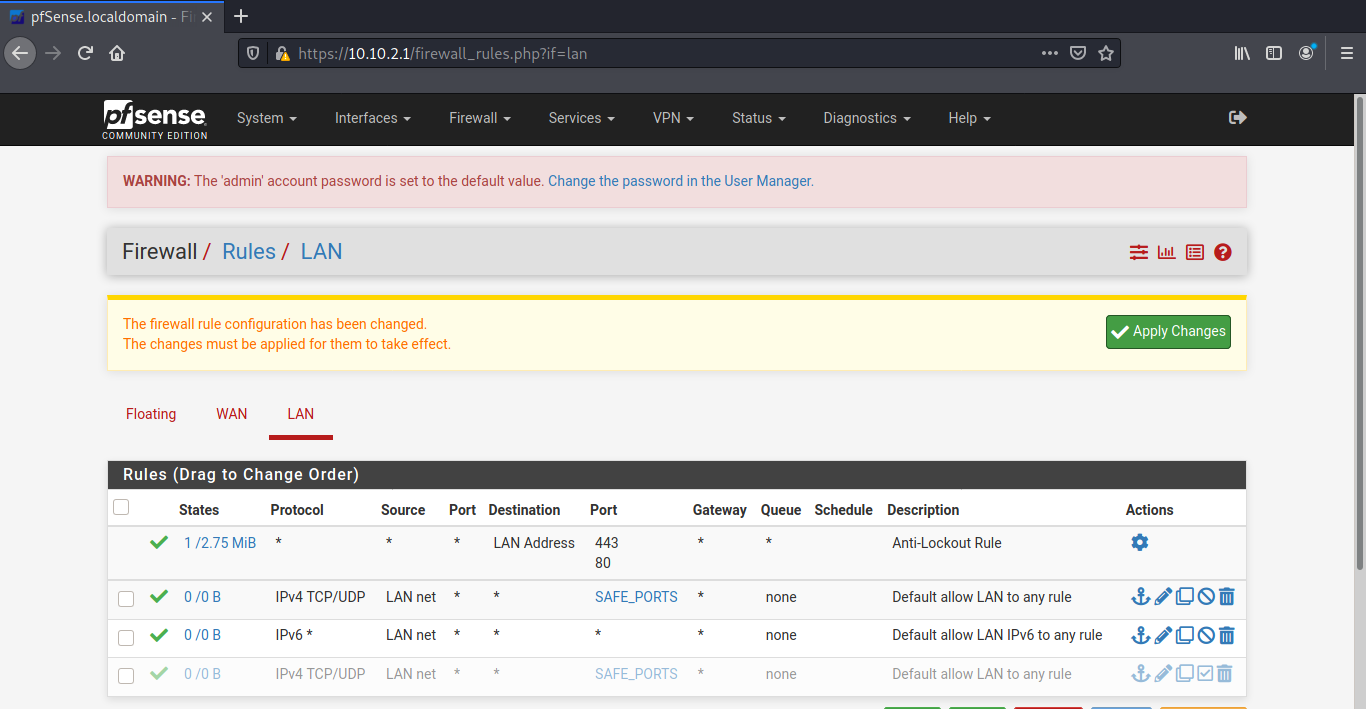 pfSense.localdomain - Fi
https://10.10.2.1/firewall_rules.php?if=lan
pfsense
COMMUNITY EDITION
System Interfaces Firewall Services VPN Status Diagnostics Help
WARNING: The 'admin' account password is set to the default value. Change the password in the User Manager.
Firewall / Rules / LAN
The firewall rule configuration has been changed.
The changes must be applied for them to take effect.
Apply Changes
Floating WAN LAN
Rules (Drag to Change Order)
States Protocol Source Port Destination Port Gateway Queue Schedule Description Actions
1 /2.75 MiB * * * LAN Address 443 * * Anti-Lockout Rule
80
0 /0 B IPv4 TCP/UDP LAN net * * SAFE_PORTS * none Default allow LAN to any rule
0 /0 B IPv6 * LAN net * * * * none Default allow LAN IPv6 to any rule
0 /0 B IPv4 TCP/UDP LAN net * * SAFE_PORTS * none Default allow LAN to any rule